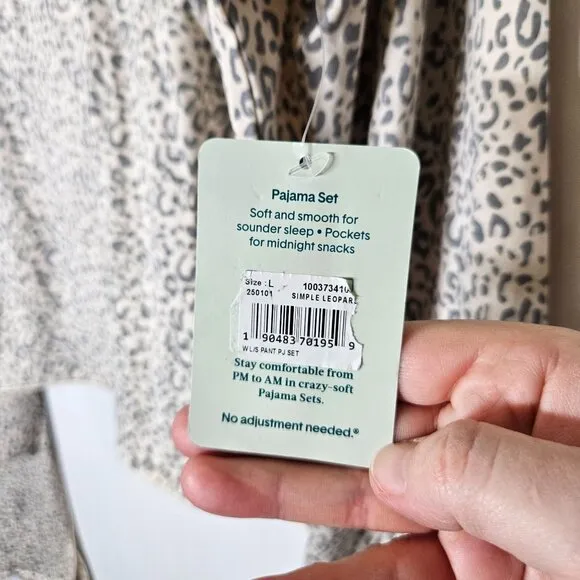 Pajama Set
Soft and smooth for
sounder sleep • Pockets
for midnight snacks
Size : L 100373410
250101 SIMPLE LEOPAR
1 90483 70195 9
W L/S PANT PJ SET
Stay comfortable from
PM to AM in crazy-soft
Pajama Sets.
No adjustment needed.®